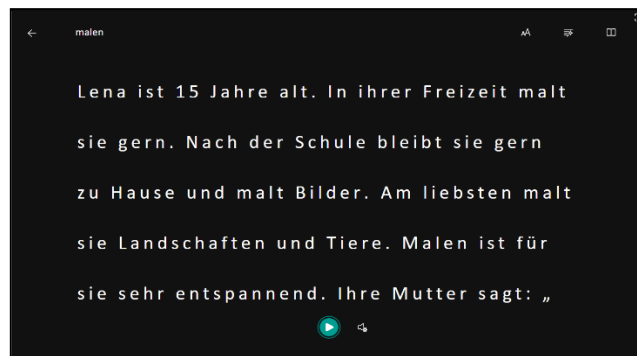 malen
Lena ist 15 Jahre alt. In ihrer Freizeit malt
sie gern. Nach der Schule bleibt sie gern
zu Hause und malt Bilder. Am liebsten malt
sie Landschaften und Tiere. Malen ist für
sie sehr entspannend. Ihre Mutter sagt: „